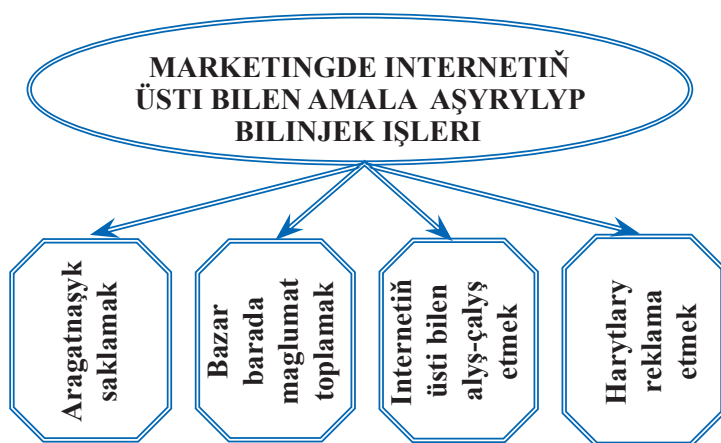 MARKETINGDE INTERNETIŇ
ÜSTI BILEN AMALA AŞYRYLYP
BILINJEK IŞLERI
Aragatnaşyk
saklamak
Bazar
barada
maglumat
toplamak
Internetiň
üsti bilen
alyş-çalyş
etmek
Harytlary
reklama
etmek